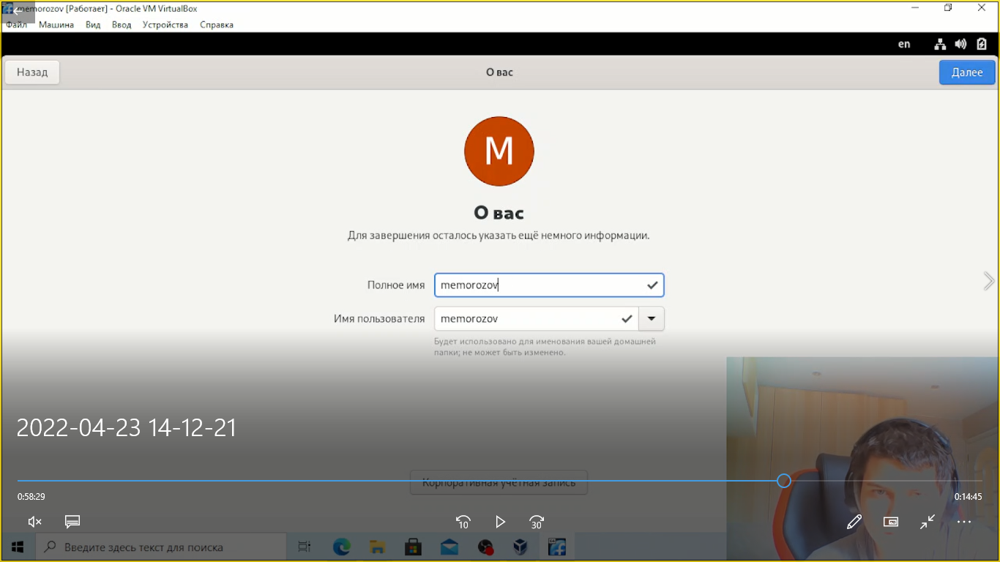 memorozov [Работает] - Oracle VM VirtualBox
Файл Машина Вид Ввод Устройства Справка
en
Назад
О вас
Далее
M
О вас
Для завершения осталось указать ещё немного информации.
Полное имя memorozov
Имя пользователя memorozov
Будет использовано для именования вашей домашней
папки; не может быть изменено.
2022-04-23 14-12-21
Корпоративная учётная запись
0:58:29
0:14:45
10
30
Введите здесь текст для поиска